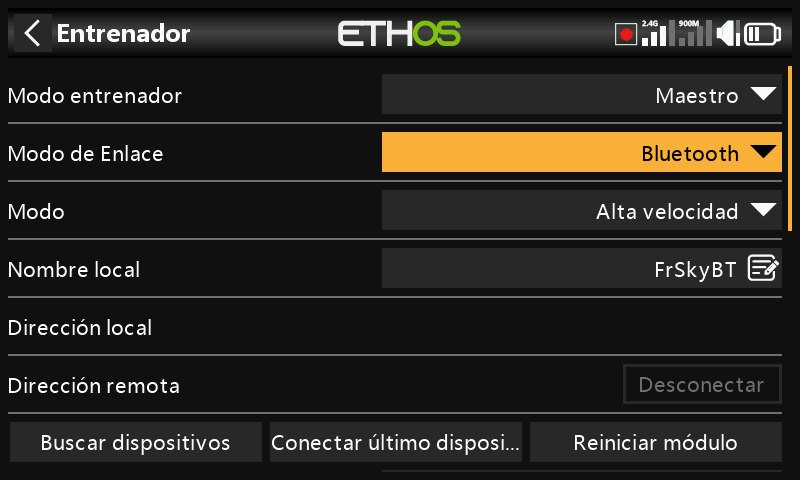 Entrenador
ETHOS
2.4G
900M
Modo entrenador
Maestro
Modo de Enlace
Bluetooth
Modo
Alta velocidad
Nombre local
FrSkyBT
Dirección local
Dirección remota
Desconectar
Buscar dispositivos
Conectar último disposi...
Reiniciar módulo